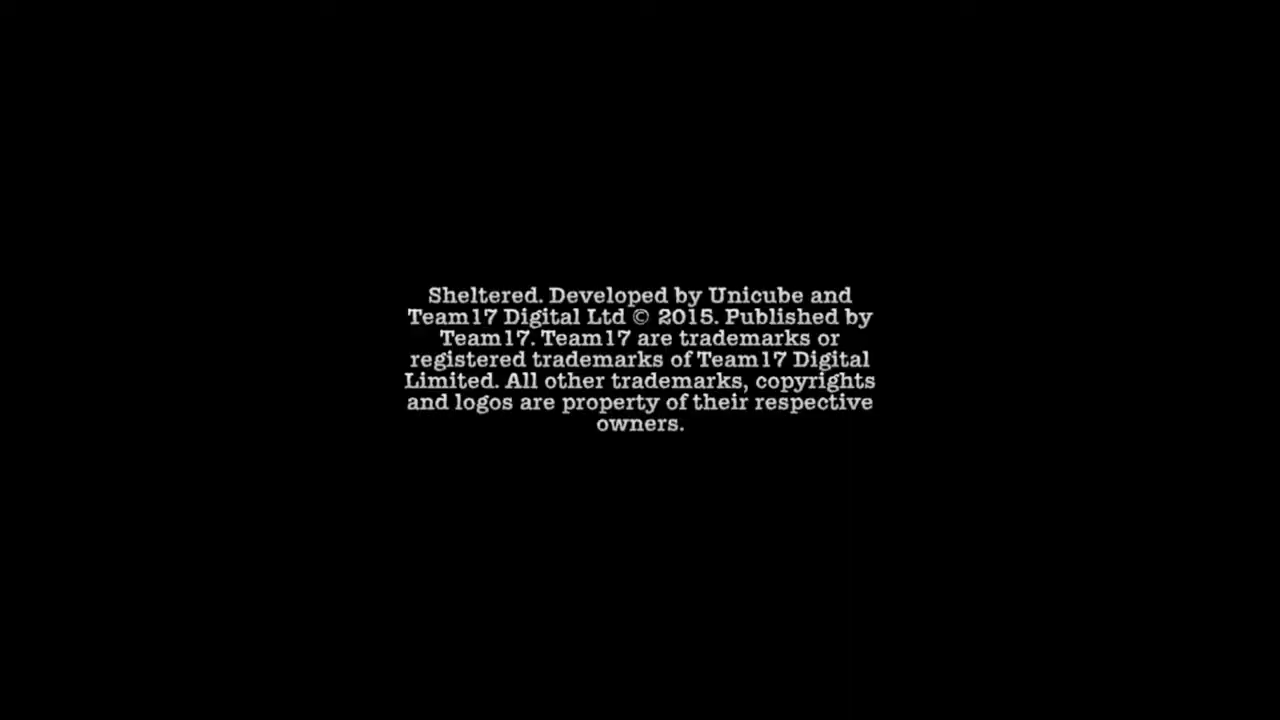 Sheltered. Developed by Unicube and
Team17 Digital Ltd © 2015. Published by
Team17. Team17 are trademarks or
registered trademarks of Team17 Digital
Limited. All other trademarks, copyrights
and logos are property of their respective
owners.